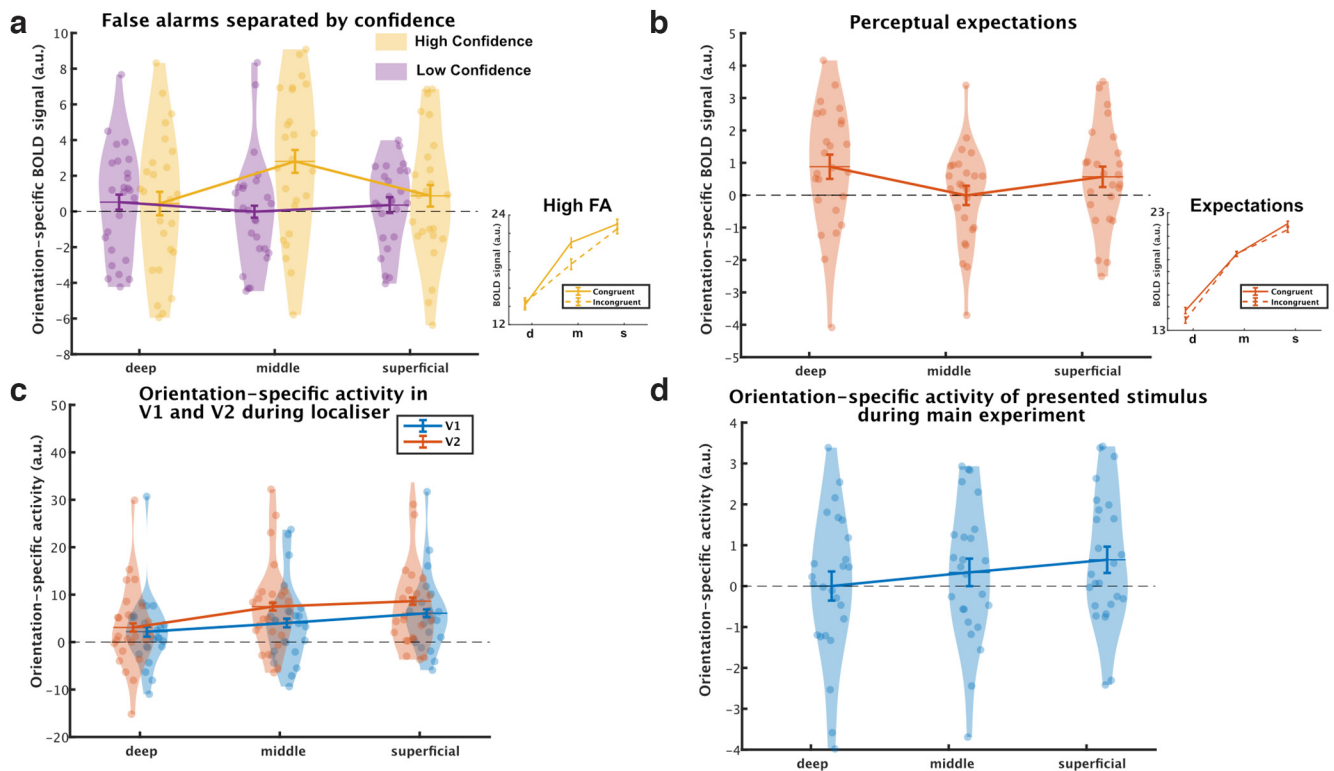 a
False alarms separated by confidence
High Confidence
Low Confidence
Orientation-specific BOLD signal (a.u.)
10
8
6
4
2
0
-2
-4
-6
-8
deep
middle
superficial
High FA
BOLD signal (a.u.)
24
12
Congruent
Incongruent
d m s
b
Perceptual expectations
Orientation-specific BOLD signal (a.u.)
5
4
3
2
1
0
-1
-2
-3
-4
-5
deep
middle
superficial
Expectations
BOLD signal (a.u.)
23
13
Congruent
Incongruent
d m s
c
Orientation-specific activity in
V1 and V2 during localiser
V1
V2
Orientation-specific activity (a.u.)
50
40
30
20
10
0
-10
-20
deep
middle
superficial
d
Orientation-specific activity of presented stimulus
during main experiment
Orientation-specific activity (a.u.)
4
3
2
1
0
-1
-2
-3
-4
deep
middle
superficial